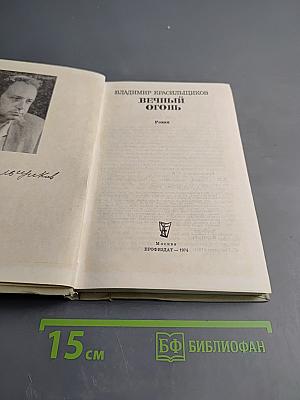 ВЛАДИМИР КРАСИЛЬЩИКОВ
ВЕЧНЫЙ
ОГОНЬ
Роман
Москва
ПРОФИЗДАТ — 1974
15 см
БФ БИБЛИОФАН